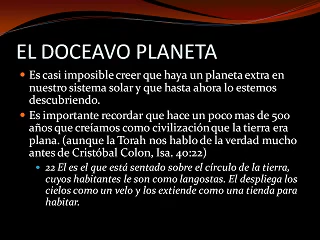 EL DOCEAVO PLANETA
Es casi imposible creer que haya un planeta extra en
nuestro sistema solar y que hasta ahora lo estemos
descubriendo.
Es importante recordar que hace un poco mas de 500
años que creíamos como civilización que la tierra era
plana. (aunque la Torah nos hablo de la verdad mucho
antes de Cristóbal Colon, Isa. 40:22)
22 El es el que está sentado sobre el círculo de la tierra,
cuyos habitantes le son como langostas. El despliega los
cielos como un velo y los extiende como una tienda para
habitar.